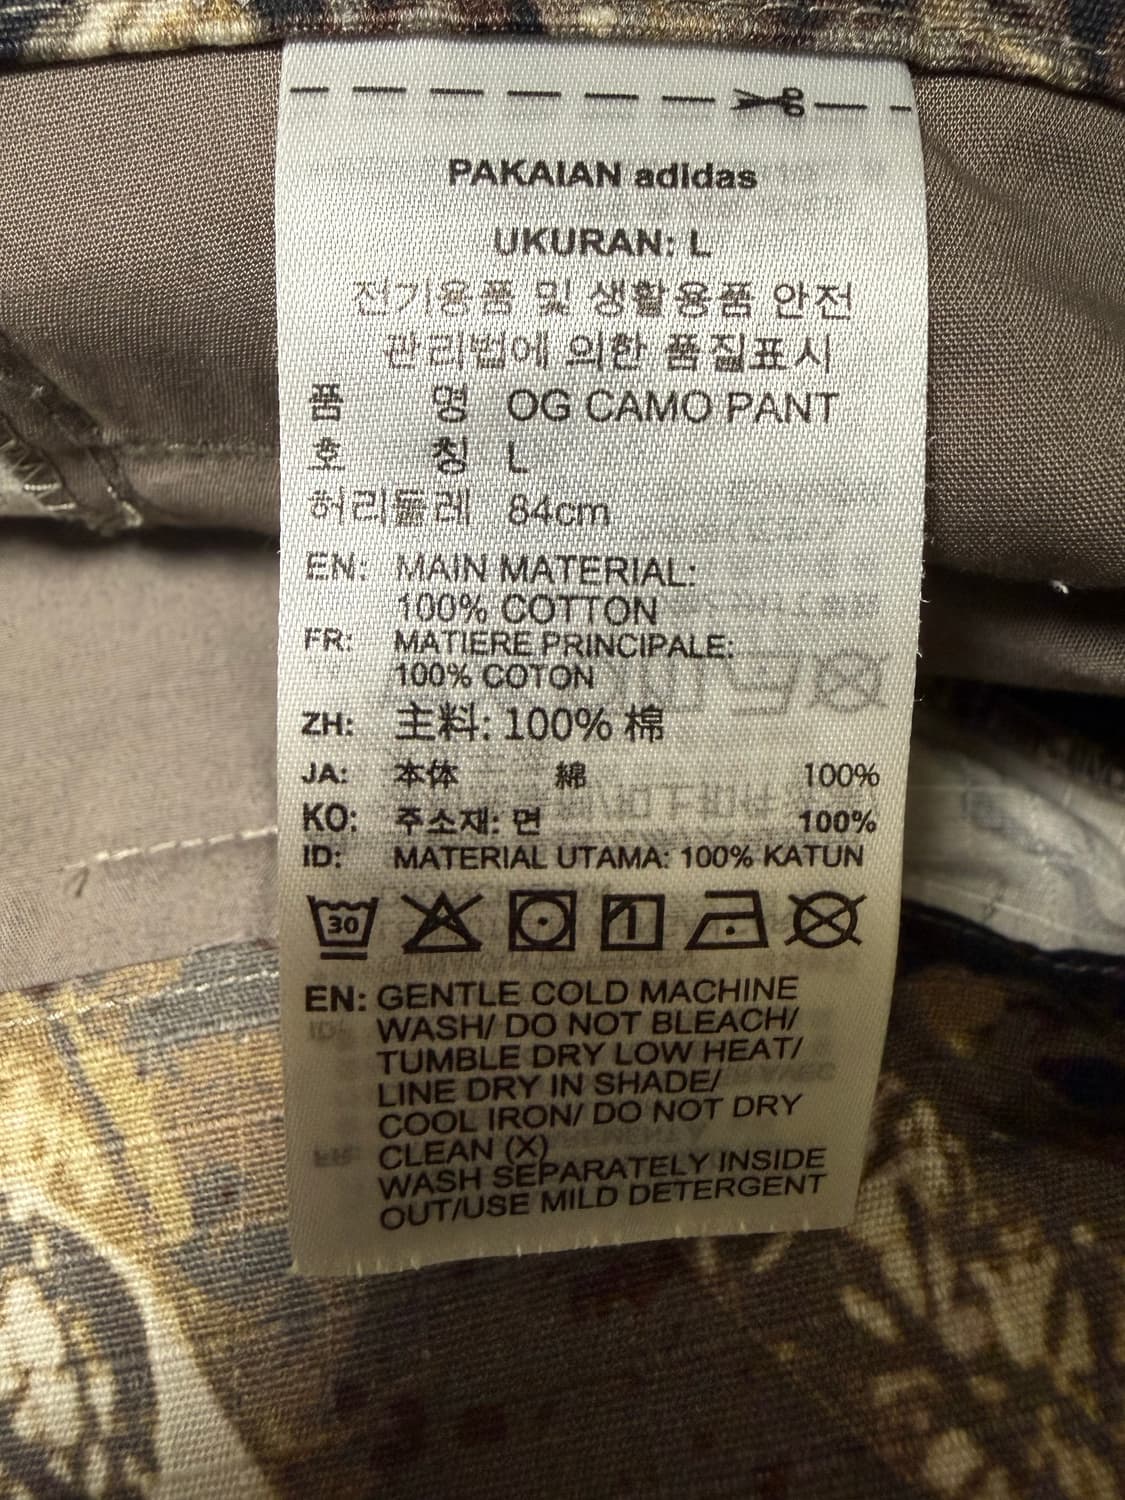 PAKAIAN adidas
UKURAN: L
전기용품 및 생활용품 안전
관리법에 의한 품질표시
품 명 OG CAMO PANT
호 칭 L
허리둘레 84cm
EN: MAIN MATERIAL:
100% COTTON
FR: MATIERE PRINCIPALE:
100% COTON
ZH: 主料: 100% 棉
JA: 本体 綿 100%
KO: 주소재: 면 100%
ID: MATERIAL UTAMA: 100% KATUN
30
EN: GENTLE COLD MACHINE
WASH/ DO NOT BLEACH/
TUMBLE DRY LOW HEAT/
LINE DRY IN SHADE/
COOL IRON/ DO NOT DRY
CLEAN (X)
WASH SEPARATELY INSIDE
OUT/USE MILD DETERGENT